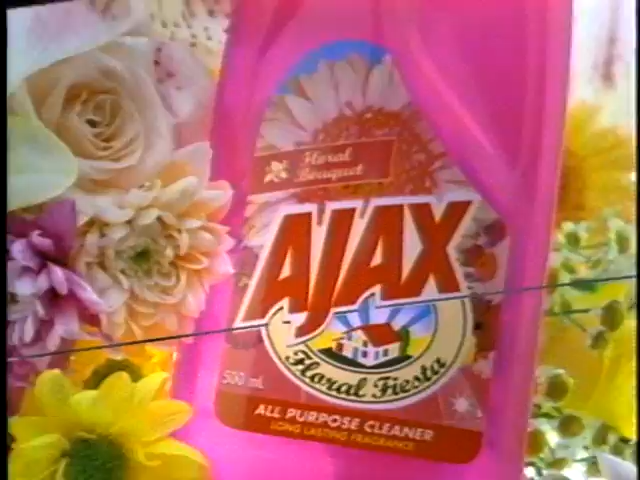 Floral
Bouquet
AJAX
Floral Fiesta
500 mL
ALL PURPOSE CLEANER
LONG LASTING FRAGRANCE